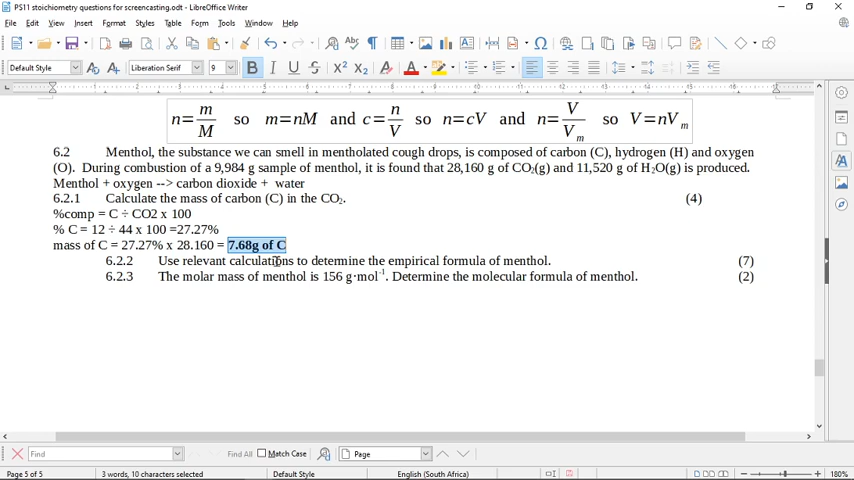 PS11 stoichiometry questions for screencasting.odt - LibreOffice Writer
File Edit View Insert Format Styles Table Form Tools Window Help
Default Style Liberation Serif 9
n=m/M so m=nM and c=n/V so n=cV and n=V/Vm so V=nVm
6.2 Menthol, the substance we can smell in mentholated cough drops, is composed of carbon (C), hydrogen (H) and oxygen
(O). During combustion of a 9,984 g sample of menthol, it is found that 28,160 g of CO2(g) and 11,520 g of H2O(g) is produced.
Menthol + oxygen --> carbon dioxide + water
6.2.1 Calculate the mass of carbon (C) in the CO2. (4)
%comp = C ÷ CO2 x 100
% C = 12 ÷ 44 x 100 =27.27%
mass of C = 27.27% x 28.160 = 7.68g of C
6.2.2 Use relevant calculations to determine the empirical formula of menthol. (7)
6.2.3 The molar mass of menthol is 156 g·mol-1. Determine the molecular formula of menthol. (2)
Find Find All Match Case Page
Page 5 of 5 3 words, 10 characters selected Default Style English (South Africa) 180%